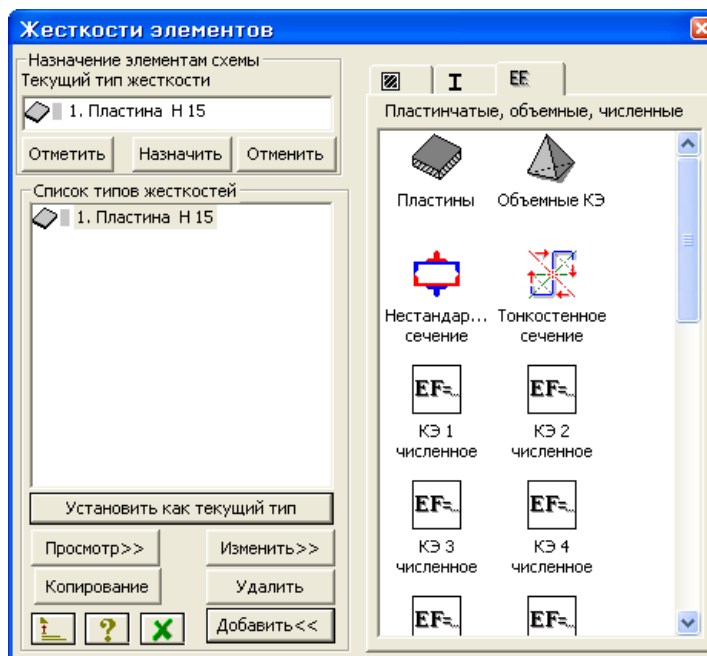 Жесткости элементов
Назначение элементам схемы
Текущий тип жесткости
1. Пластина Н 15
Отметить Назначить Отменить
Список типов жесткостей
1. Пластина Н 15
Установить как текущий тип
Просмотр>> Изменить>>
Копирование Удалить
Добавить<<
Пластинчатые, объемные, численные
Пластины Объемные КЭ
Нестандар... Тонкостенное
сечение сечение
EF=... EF=...
КЭ 1 КЭ 2
численное численное
EF=... EF=...
КЭ 3 КЭ 4
численное численное
EF=... EF=...